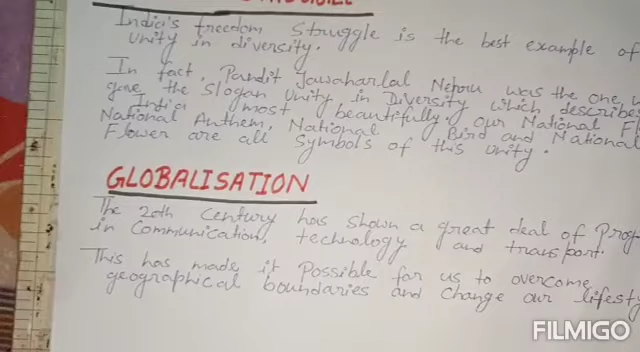 India's freedom Struggle is the best example of
unity in diversity.
In fact, Pandit Jawaharlal Nehru was the one
gave the Slogan Unity in Diversity which describes
India most beautifully. Our National
National Anthem, National Bird and National
Flower are all Symbols of this unity.
GLOBALISATION
The 20th Century has shown a great deal of Prog-
in Communication, technology and transport.
This has made it Possible for us to overcome
geographical boundaries and change our lifesty
FILMIGO